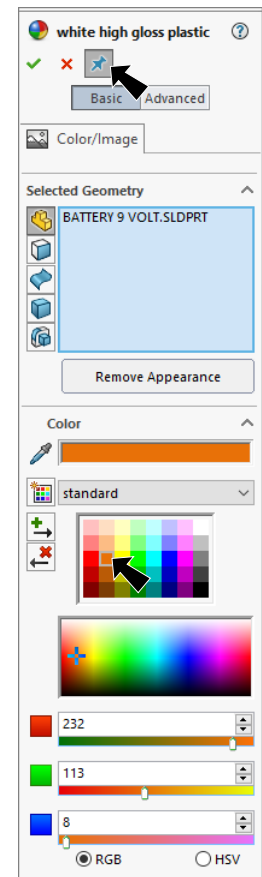 white high gloss plastic
Basic Advanced
Color/Image
Selected Geometry
BATTERY 9 VOLT.SLDPRT
Remove Appearance
Color
standard
232
113
8
RGB HSV